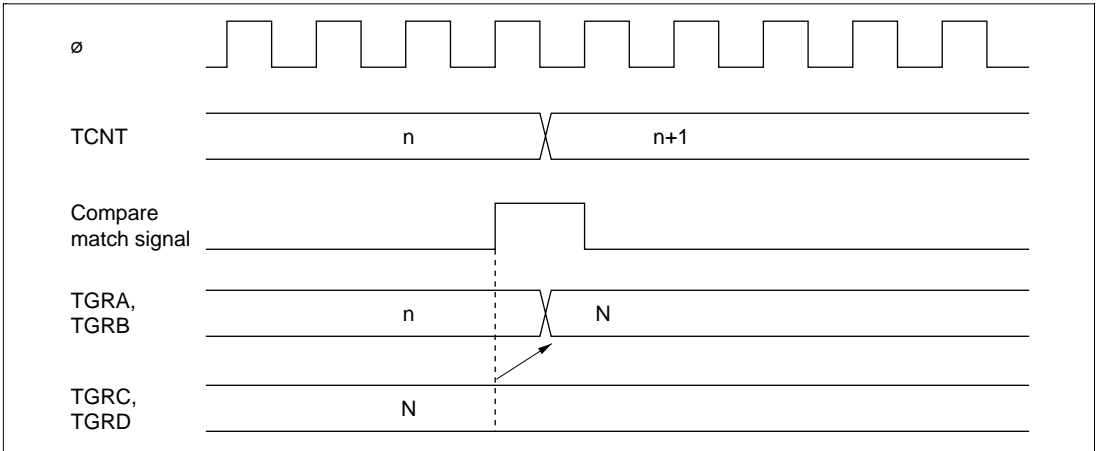 ø
TCNT
n
n+1
Compare
match signal
TGRA,
TGRB
n
N
TGRC,
TGRD
N